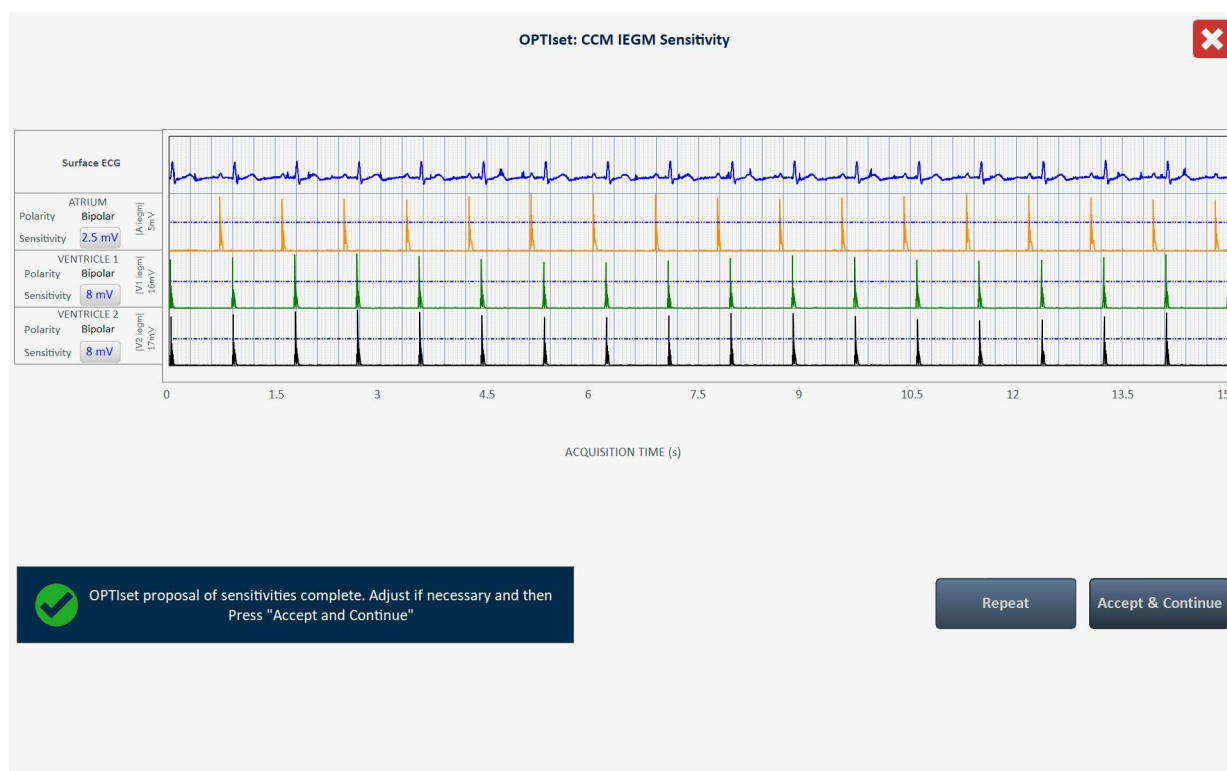 OPTIset: CCM IEGM Sensitivity
Surface ECG
ATRIUM
Polarity Bipolar
Sensitivity 2.5 mV
|A iegm|
5mV
VENTRICLE 1
Polarity Bipolar
Sensitivity 8 mV
|V1 iegm|
16mV
VENTRICLE 2
Polarity Bipolar
Sensitivity 8 mV
|V2 iegm|
17mV
0 1.5 3 4.5 6 7.5 9 10.5 12 13.5 15
ACQUISITION TIME (s)
OPTIset proposal of sensitivities complete. Adjust if necessary and then
Press "Accept and Continue"
Repeat
Accept & Continue